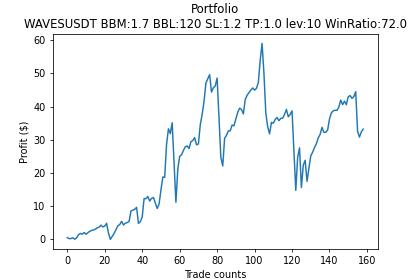 Portfolio
WAVESUSDT BBM:1.7 BBL:120 SL:1.2 TP:1.0 lev:10 WinRatio:72.0
60
50
40
30
20
10
0
Profit ($)
0 20 40 60 80 100 120 140 160
Trade counts